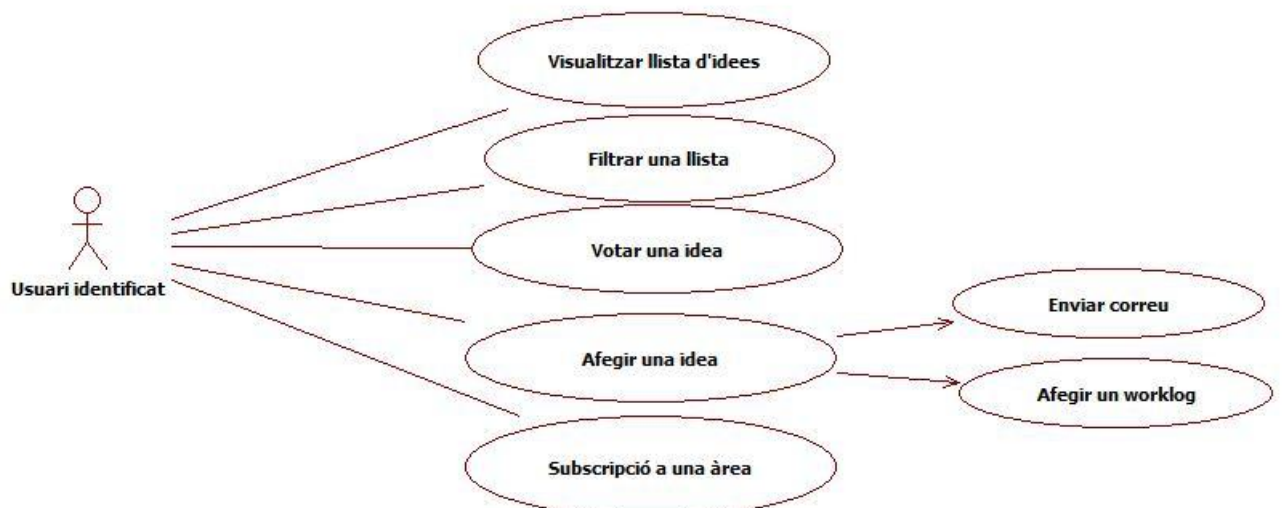 Visualitzar llista d'idees
Filtrar una llista
Votar una idea
Usuari identificat
Enviar correu
Afegir una idea
Afegir un worklog
Subscripció a una àrea